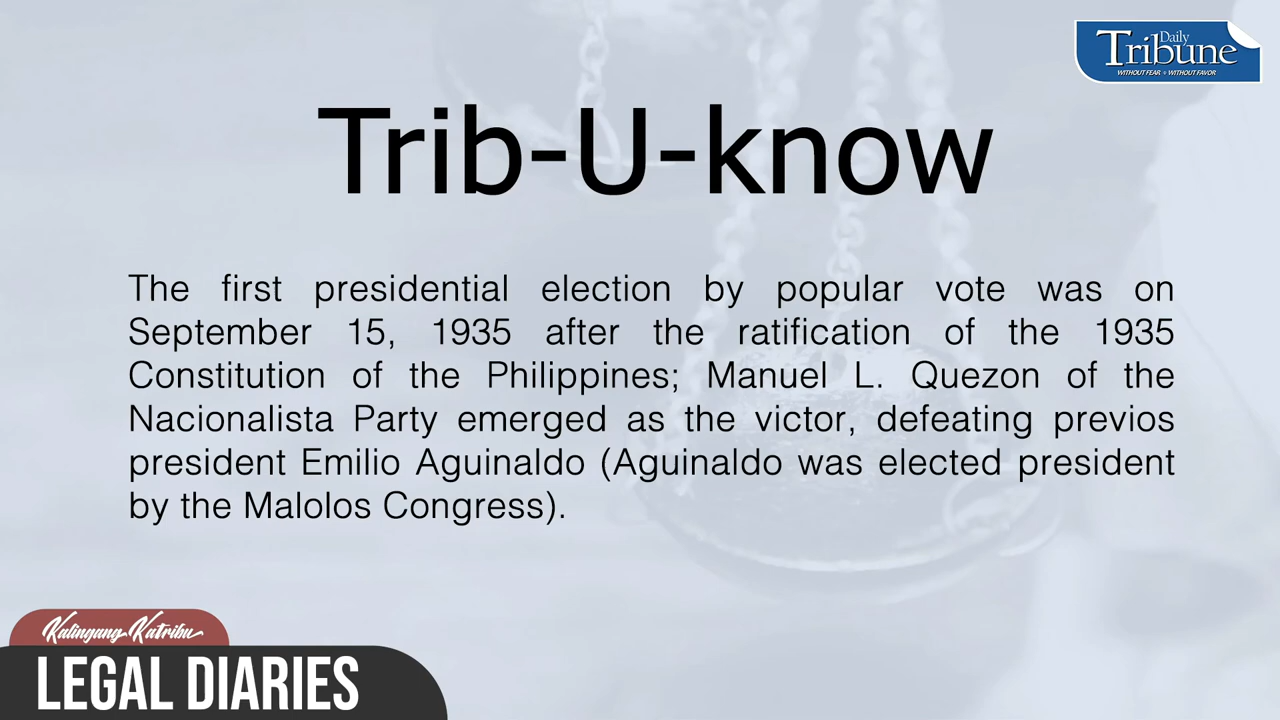 Daily
Tribune
WITHOUT FEAR • WITHOUT FAVOR
Trib-U-know
The first presidential election by popular vote was on
September 15, 1935 after the ratification of the 1935
Constitution of the Philippines; Manuel L. Quezon of the
Nacionalista Party emerged as the victor, defeating previos
president Emilio Aguinaldo (Aguinaldo was elected president
by the Malolos Congress).
Kalingang Katribu
LEGAL DIARIES